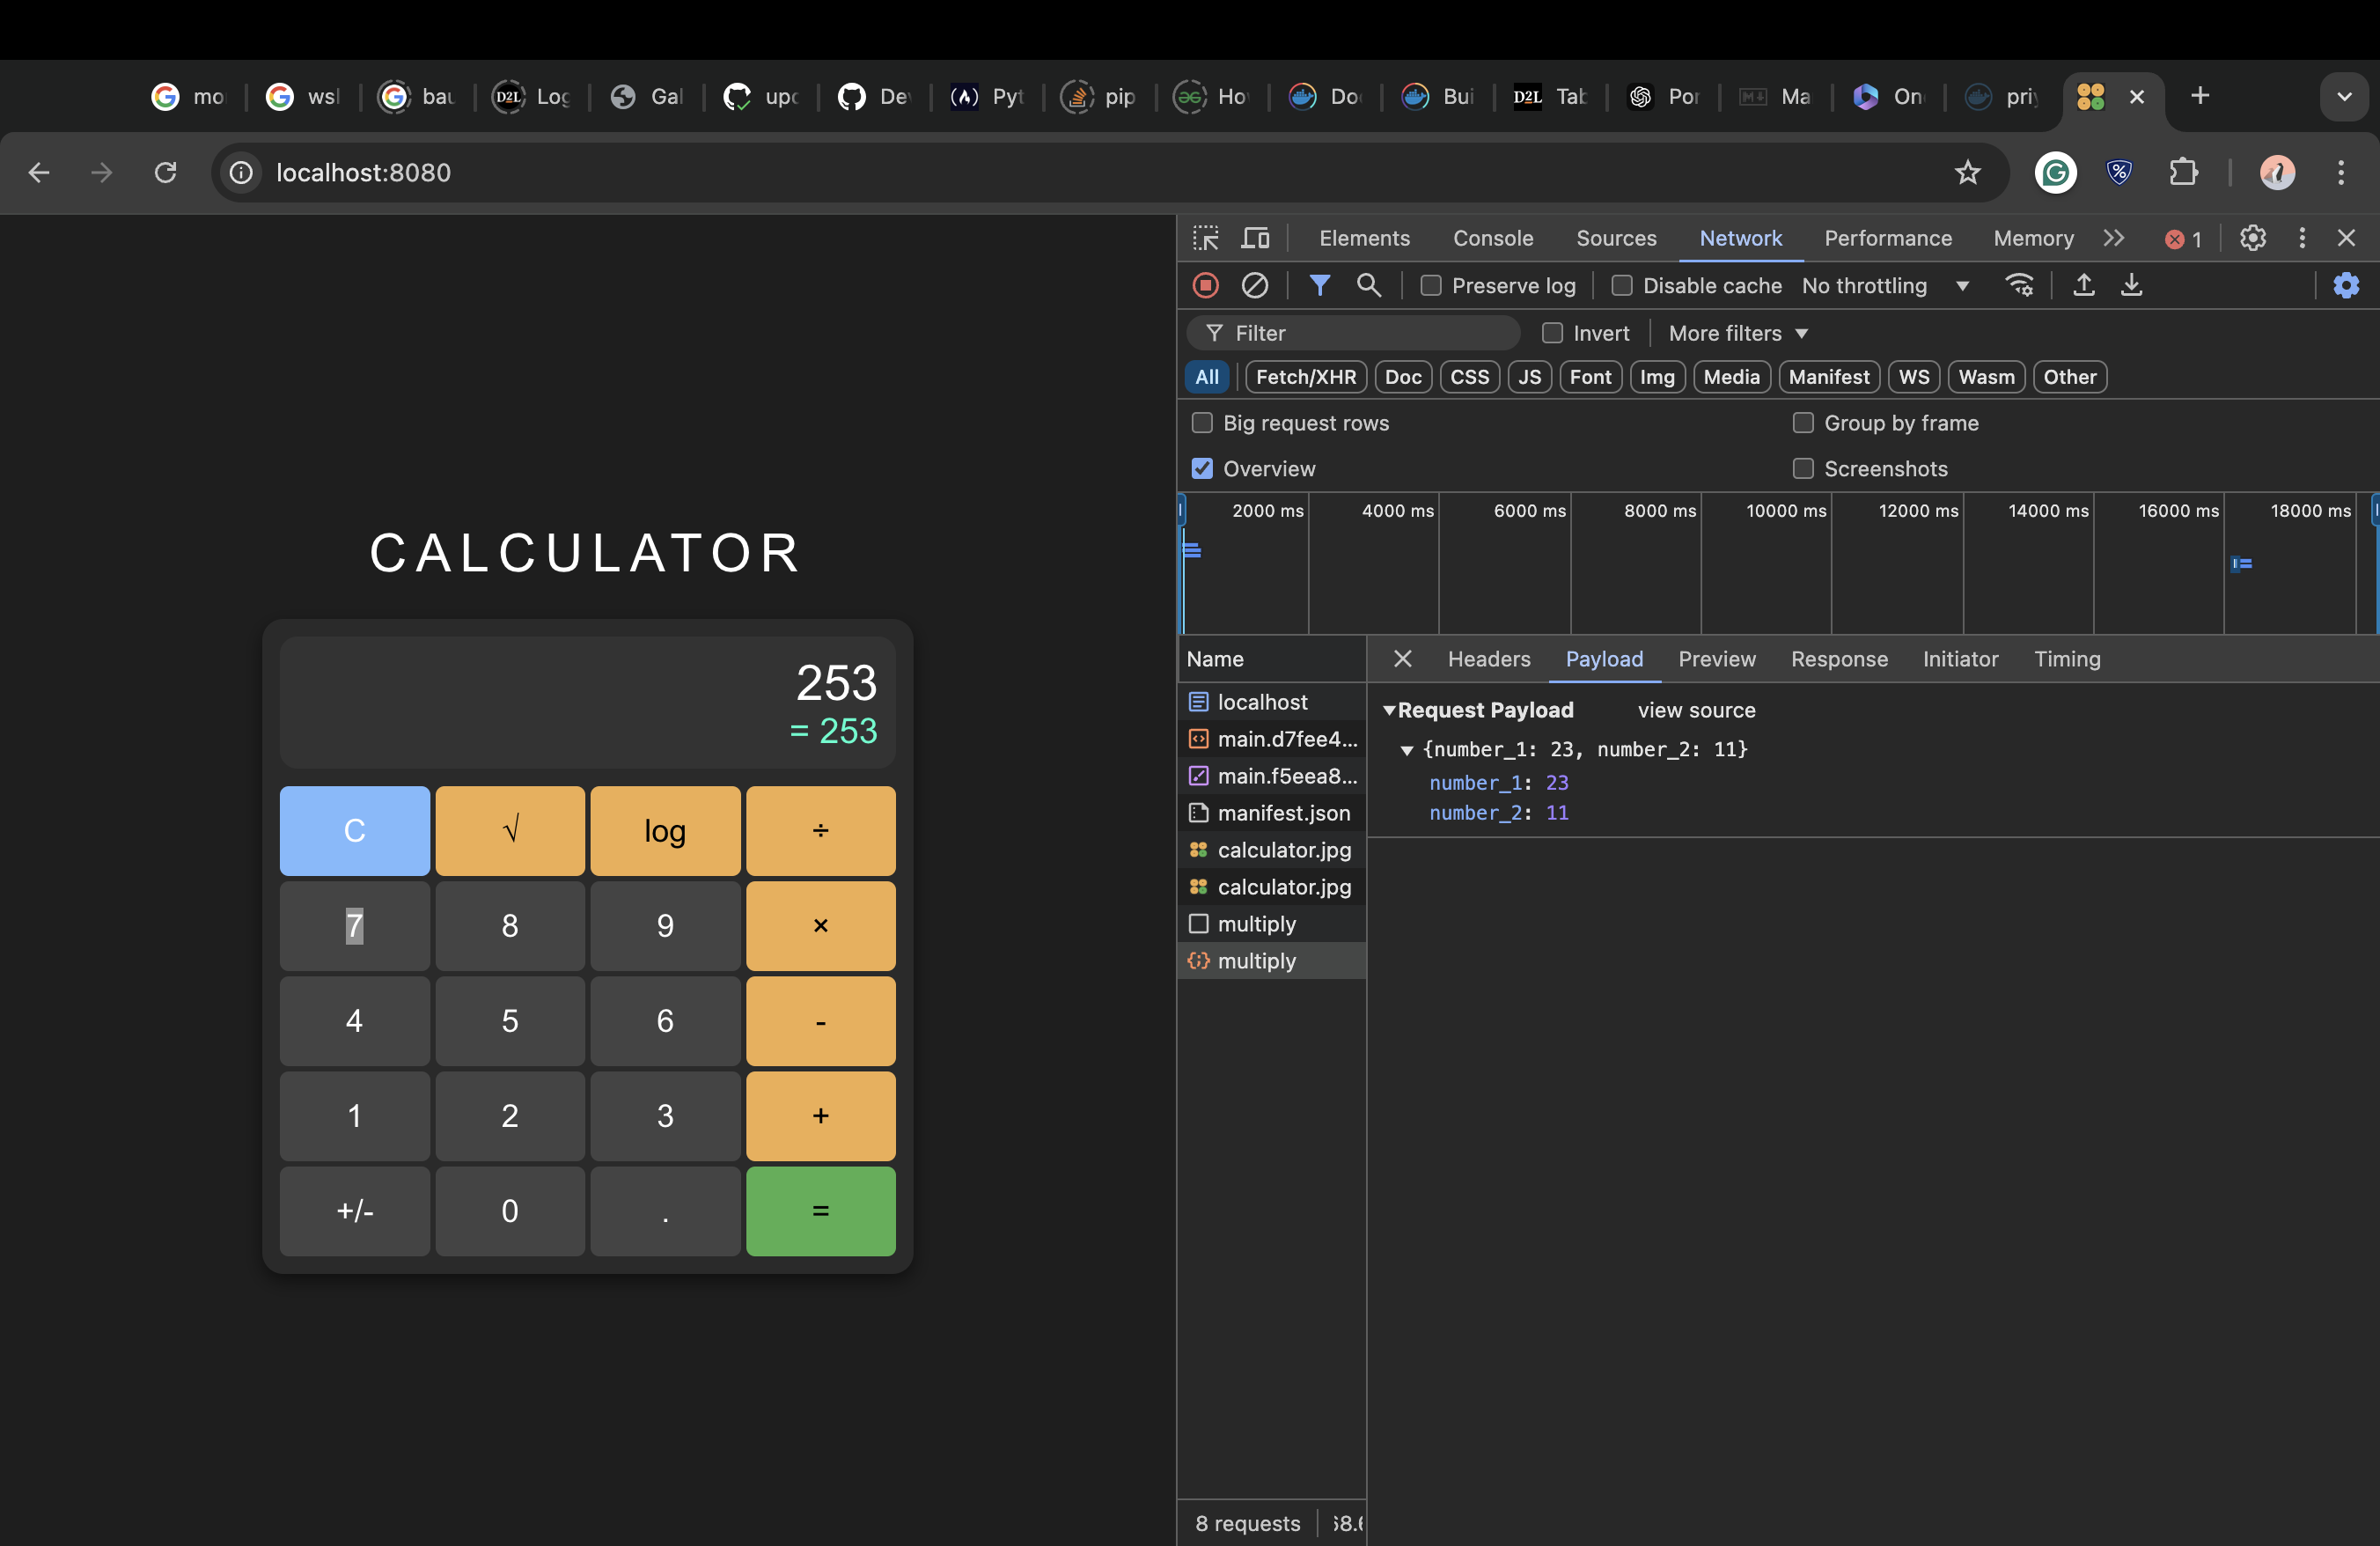 mo wsl bau D2L Log Gal upd De Pyt pip Ho Do Bui D2L Tab Por Ma On priy
localhost:8080
Elements Console Sources Network Performance Memory 1
Preserve log Disable cache No throttling
Filter Invert More filters
All Fetch/XHR Doc CSS JS Font Img Media Manifest WS Wasm Other
Big request rows Group by frame
Overview Screenshots
2000 ms 4000 ms 6000 ms 8000 ms 10000 ms 12000 ms 14000 ms 16000 ms 18000 ms
CALCULATOR
253
= 253
C √ log ÷
7 8 9 ×
4 5 6 -
1 2 3 +
+/- 0 . =
Name
localhost
main.d7fee4...
main.f5eea8...
manifest.json
calculator.jpg
calculator.jpg
multiply
multiply
Headers Payload Preview Response Initiator Timing
Request Payload view source
{number_1: 23, number_2: 11}
number_1: 23
number_2: 11
8 requests